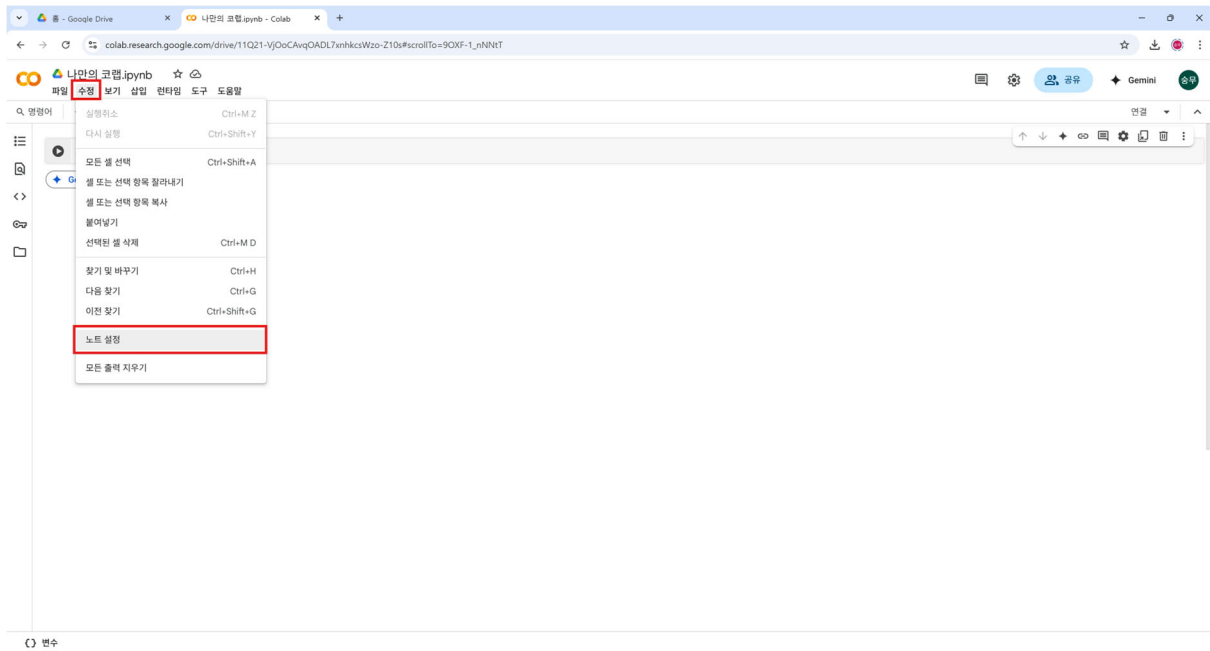 홈 - Google Drive
나만의 코랩.ipynb - Colab
colab.research.google.com/drive/11Q21-VjOoCAvqOADL7xnhkcsWzo-Z10s#scrollTo=9OXF-1_nNNtT
나만의 코랩.ipynb
파일 수정 보기 삽입 런타임 도구 도움말
공유
Gemini
승무
명령어
연결
실행취소 Ctrl+M Z
다시 실행 Ctrl+Shift+Y
모든 셀 선택 Ctrl+Shift+A
셀 또는 선택 항목 잘라내기
셀 또는 선택 항목 복사
붙여넣기
선택된 셀 삭제 Ctrl+M D
찾기 및 바꾸기 Ctrl+H
다음 찾기 Ctrl+G
이전 찾기 Ctrl+Shift+G
노트 설정
모든 출력 지우기
변수